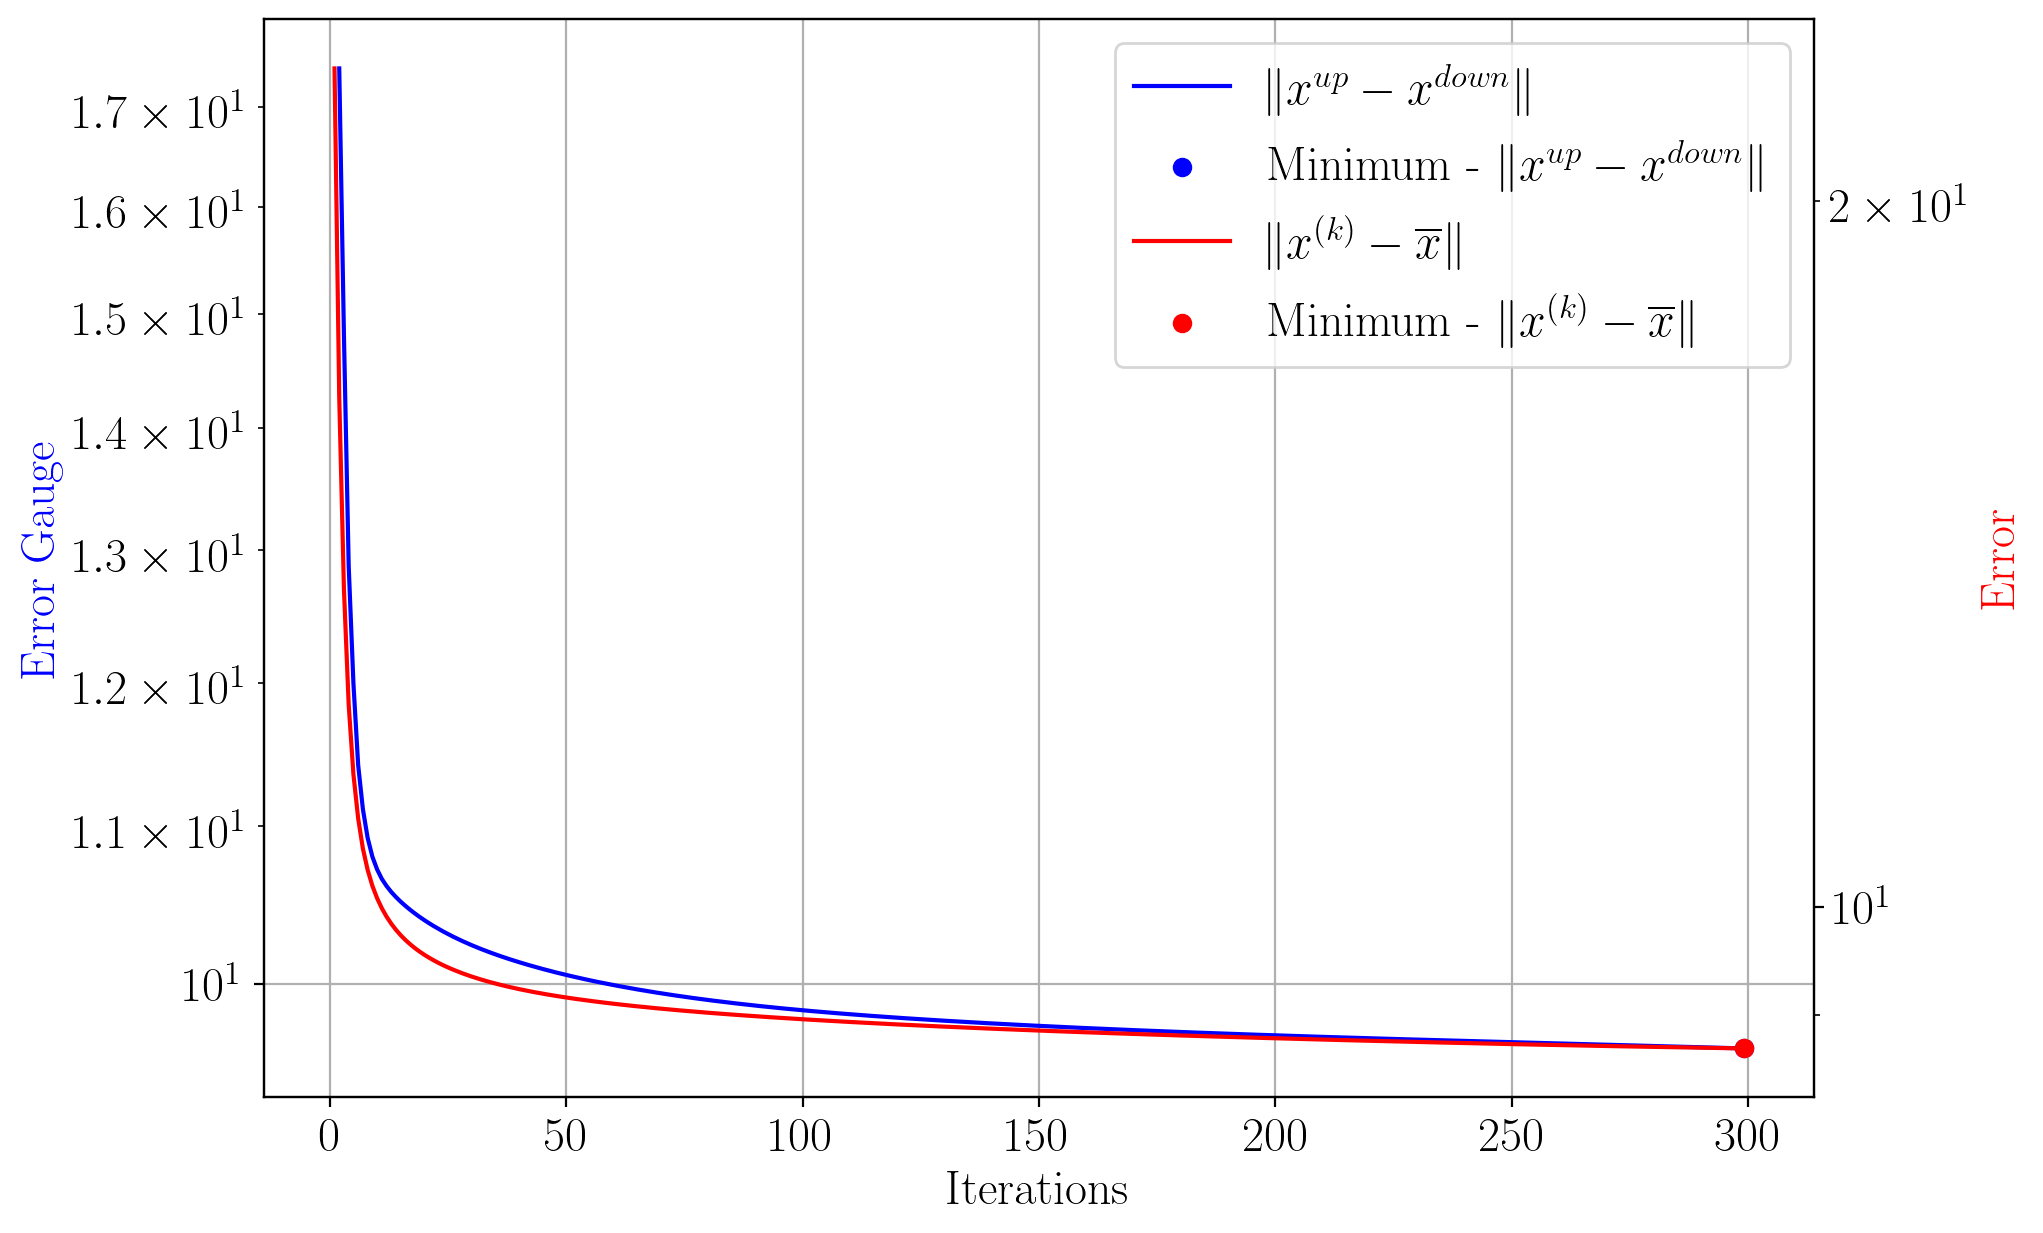 ‖x^{up} − x^{down}‖
Minimum - ‖x^{up} − x^{down}‖
‖x^{(k)} − x̅‖
Minimum - ‖x^{(k)} − x̅‖
1.7 × 10¹
1.6 × 10¹
1.5 × 10¹
1.4 × 10¹
1.3 × 10¹
1.2 × 10¹
1.1 × 10¹
10¹
Error Gauge
2 × 10¹
10¹
Error
0 50 100 150 200 250 300
Iterations